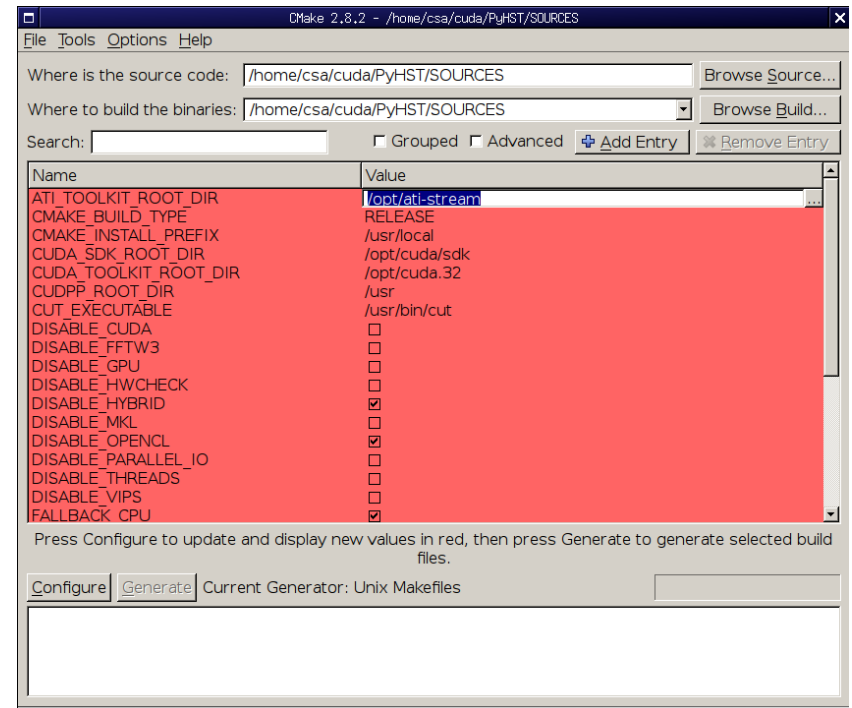 CMake 2.8.2 - /home/csa/cuda/PyHST/SOURCES
File Tools Options Help
Where is the source code: /home/csa/cuda/PyHST/SOURCES Browse Source...
Where to build the binaries: /home/csa/cuda/PyHST/SOURCES Browse Build...
Search: Grouped Advanced Add Entry Remove Entry
Name Value
ATI_TOOLKIT_ROOT_DIR /opt/ati-stream ...
CMAKE_BUILD_TYPE RELEASE
CMAKE_INSTALL_PREFIX /usr/local
CUDA_SDK_ROOT_DIR /opt/cuda/sdk
CUDA_TOOLKIT_ROOT_DIR /opt/cuda.32
CUDPP_ROOT_DIR /usr
CUT_EXECUTABLE /usr/bin/cut
DISABLE_CUDA
DISABLE_FFTW3
DISABLE_GPU
DISABLE_HWCHECK
DISABLE_HYBRID
DISABLE_MKL
DISABLE_OPENCL
DISABLE_PARALLEL_IO
DISABLE_THREADS
DISABLE_VIPS
FALLBACK_CPU
Press Configure to update and display new values in red, then press Generate to generate selected build
files.
Configure Generate Current Generator: Unix Makefiles